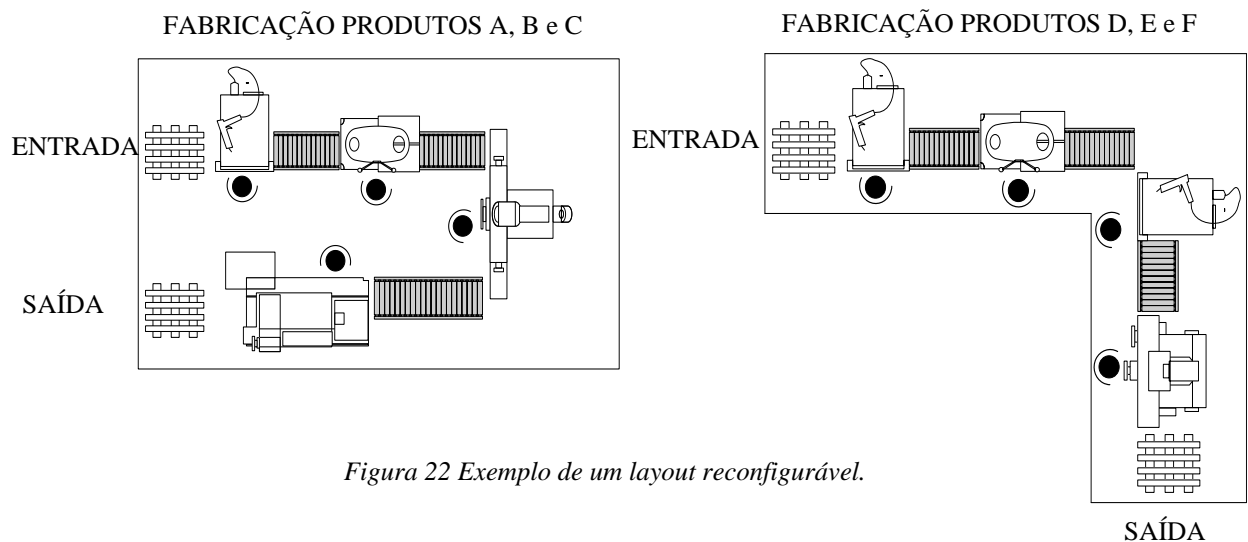 FABRICAÇÃO PRODUTOS A, B e C
ENTRADA
SAÍDA
FABRICAÇÃO PRODUTOS D, E e F
ENTRADA
SAÍDA
Figura 22 Exemplo de um layout reconfigurável.